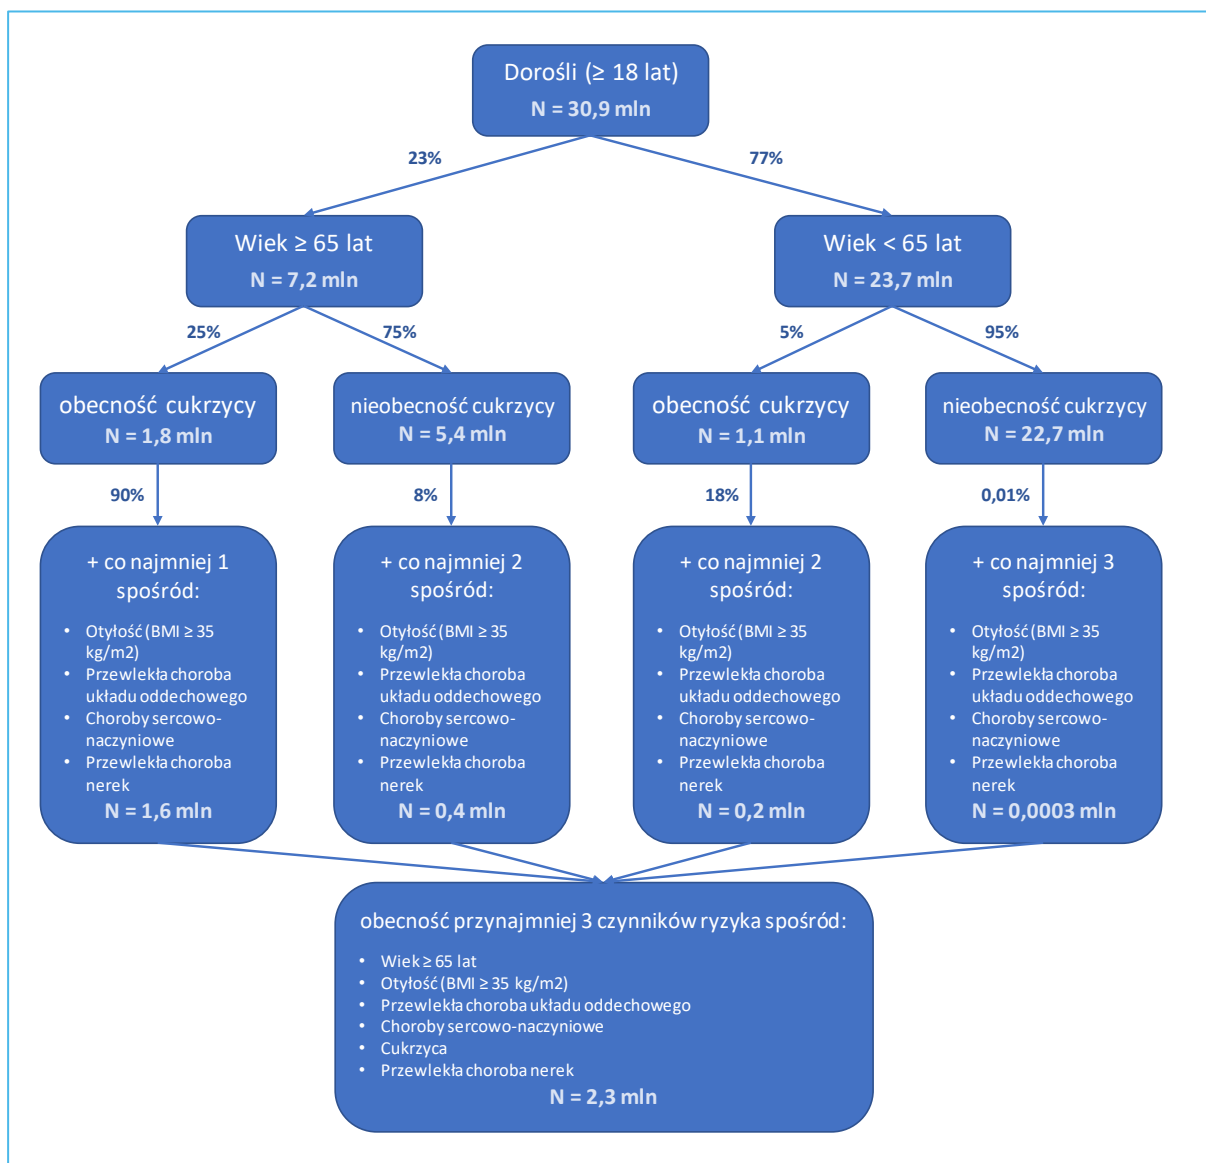 Dorośli (≥ 18 lat)
N = 30,9 mln
23%
77%
Wiek ≥ 65 lat
N = 7,2 mln
Wiek < 65 lat
N = 23,7 mln
25%
75%
5%
95%
obecność cukrzycy
N = 1,8 mln
nieobecność cukrzycy
N = 5,4 mln
obecność cukrzycy
N = 1,1 mln
nieobecność cukrzycy
N = 22,7 mln
90%
8%
18%
0,01%
+ co najmniej 1
spośród:
• Otyłość (BMI ≥ 35
kg/m2)
• Przewlekła choroba
układu oddechowego
• Choroby sercowo-
naczyniowe
• Przewlekła choroba
nerek
N = 1,6 mln
+ co najmniej 2
spośród:
• Otyłość (BMI ≥ 35
kg/m2)
• Przewlekła choroba
układu oddechowego
• Choroby sercowo-
naczyniowe
• Przewlekła choroba
nerek
N = 0,4 mln
+ co najmniej 2
spośród:
• Otyłość (BMI ≥ 35
kg/m2)
• Przewlekła choroba
układu oddechowego
• Choroby sercowo-
naczyniowe
• Przewlekła choroba
nerek
N = 0,2 mln
+ co najmniej 3
spośród:
• Otyłość (BMI ≥ 35
kg/m2)
• Przewlekła choroba
układu oddechowego
• Choroby sercowo-
naczyniowe
• Przewlekła choroba
nerek
N = 0,0003 mln
obecność przynajmniej 3 czynników ryzyka spośród:
• Wiek ≥ 65 lat
• Otyłość (BMI ≥ 35 kg/m2)
• Przewlekła choroba układu oddechowego
• Choroby sercowo-naczyniowe
• Cukrzyca
• Przewlekła choroba nerek
N = 2,3 mln